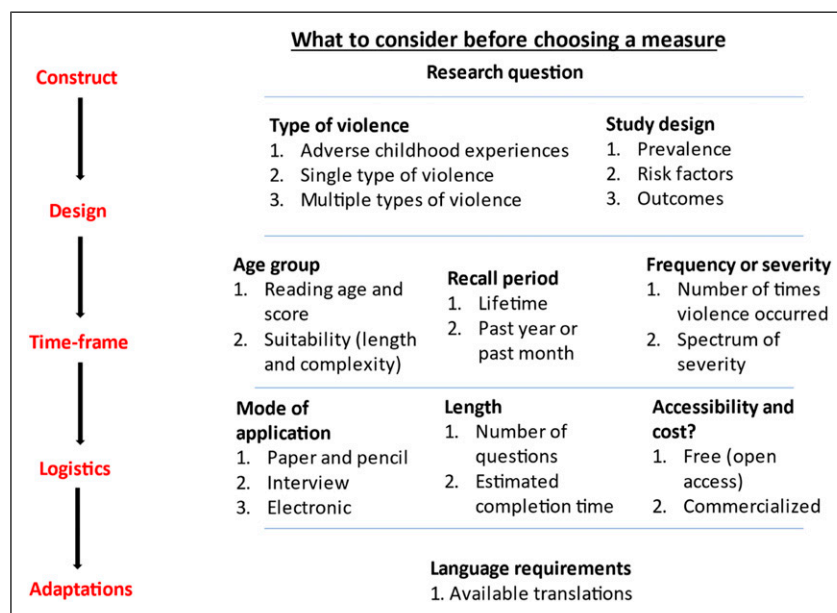 What to consider before choosing a measure
Construct
Research question
Type of violence
1. Adverse childhood experiences
2. Single type of violence
3. Multiple types of violence
Study design
1. Prevalence
2. Risk factors
3. Outcomes
Design
Age group
1. Reading age and
score
2. Suitability (length
and complexity)
Recall period
1. Lifetime
2. Past year or
past month
Frequency or severity
1. Number of times
violence occurred
2. Spectrum of
severity
Time-frame
Mode of
application
1. Paper and pencil
2. Interview
3. Electronic
Length
1. Number of
questions
2. Estimated
completion time
Accessibility and
cost?
1. Free (open
access)
2. Commercialized
Logistics
Adaptations
Language requirements
1. Available translations